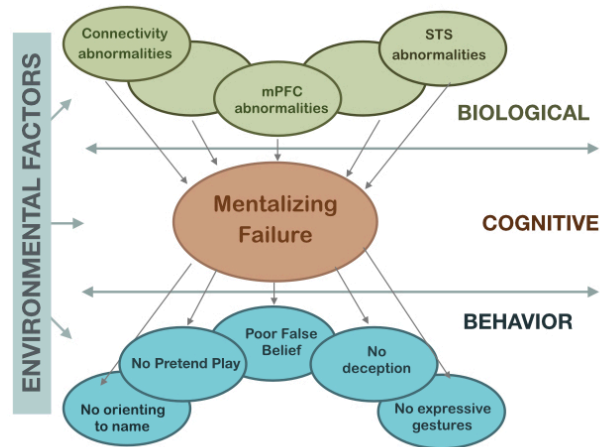 ENVIRONMENTAL FACTORS
Connectivity
abnormalities
STS
abnormalities
mPFC
abnormalities
BIOLOGICAL
Mentalizing
Failure
COGNITIVE
BEHAVIOR
Poor False
Belief
No Pretend Play
No
deception
No orienting
to name
No expressive
gestures